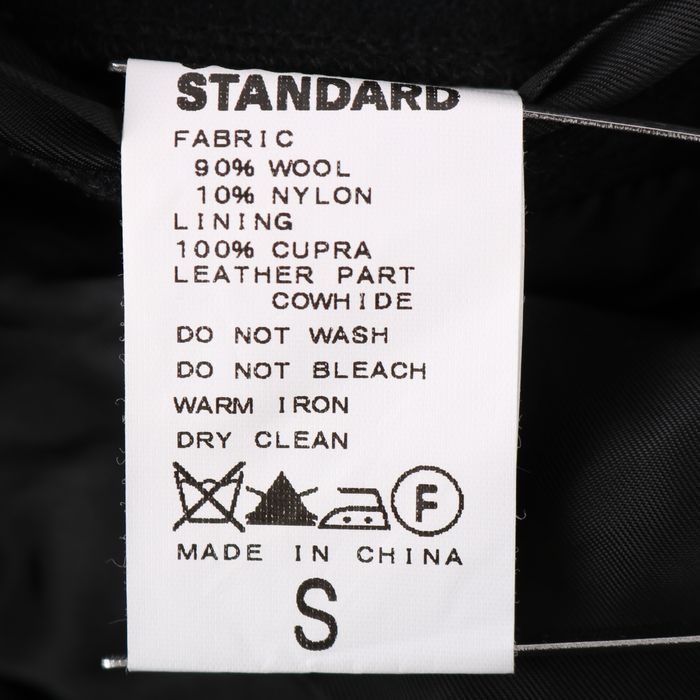 STANDARD
FABRIC
90% WOOL
10% NYLON
LINING
100% CUPRA
LEATHER PART
COWHIDE
DO NOT WASH
DO NOT BLEACH
WARM IRON
DRY CLEAN
F
MADE IN CHINA
S